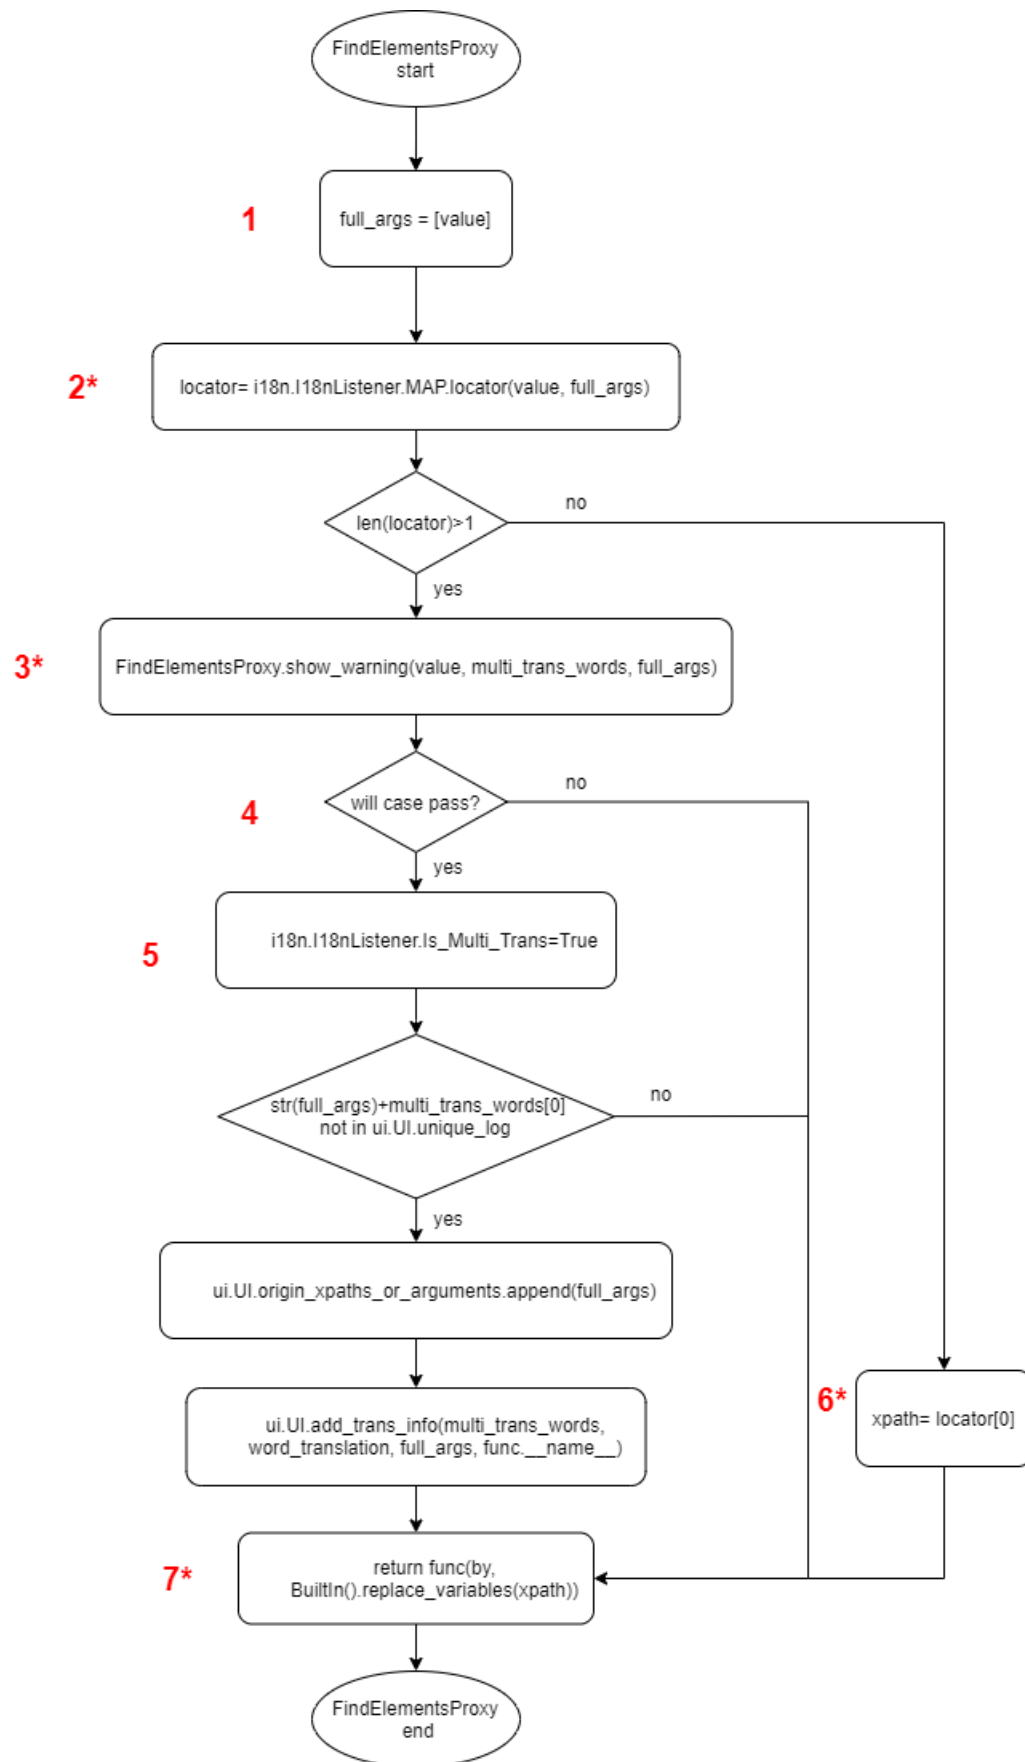 FindElementsProxy
start
1
full_args = [value]
2*
locator= i18n.I18nListener.MAP.locator(value, full_args)
len(locator)>1
no
yes
3*
FindElementsProxy.show_warning(value, multi_trans_words, full_args)
4
will case pass?
no
yes
5
i18n.I18nListener.Is_Multi_Trans=True
str(full_args)+multi_trans_words[0]
not in ui.UI.unique_log
no
yes
ui.UI.origin_xpaths_or_arguments.append(full_args)
6*
xpath= locator[0]
ui.UI.add_trans_info(multi_trans_words,
word_translation, full_args, func.__name__)
7*
return func(by,
BuiltIn().replace_variables(xpath))
FindElementsProxy
end